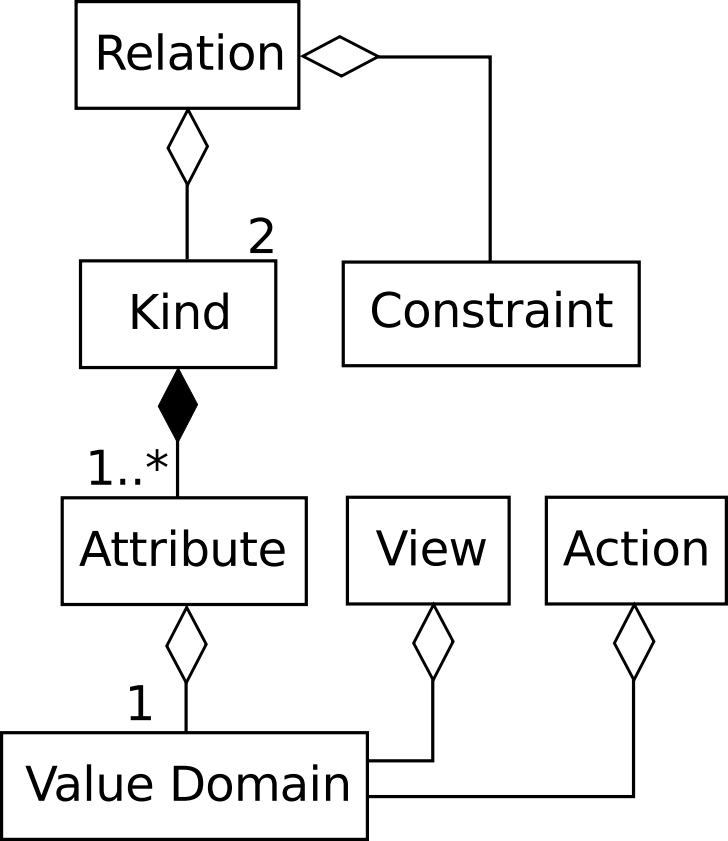 Relation
2
Kind
Constraint
1..*
Attribute
View
Action
1
Value Domain